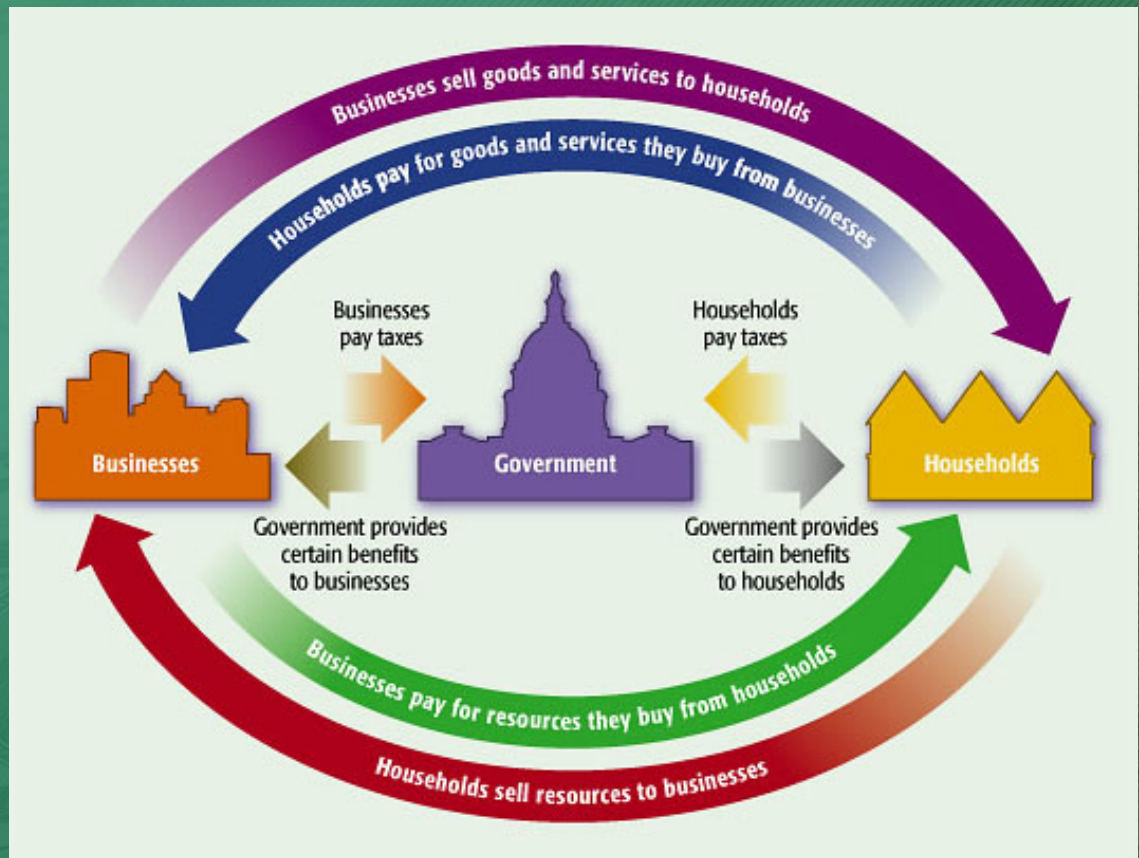 Businesses sell goods and services to households
Households pay for goods and services they buy from businesses
Businesses
pay taxes
Households
pay taxes
Businesses
Government
Households
Government provides
certain benefits
to businesses
Government provides
certain benefits
to households
Businesses pay for resources they buy from households
Households sell resources to businesses